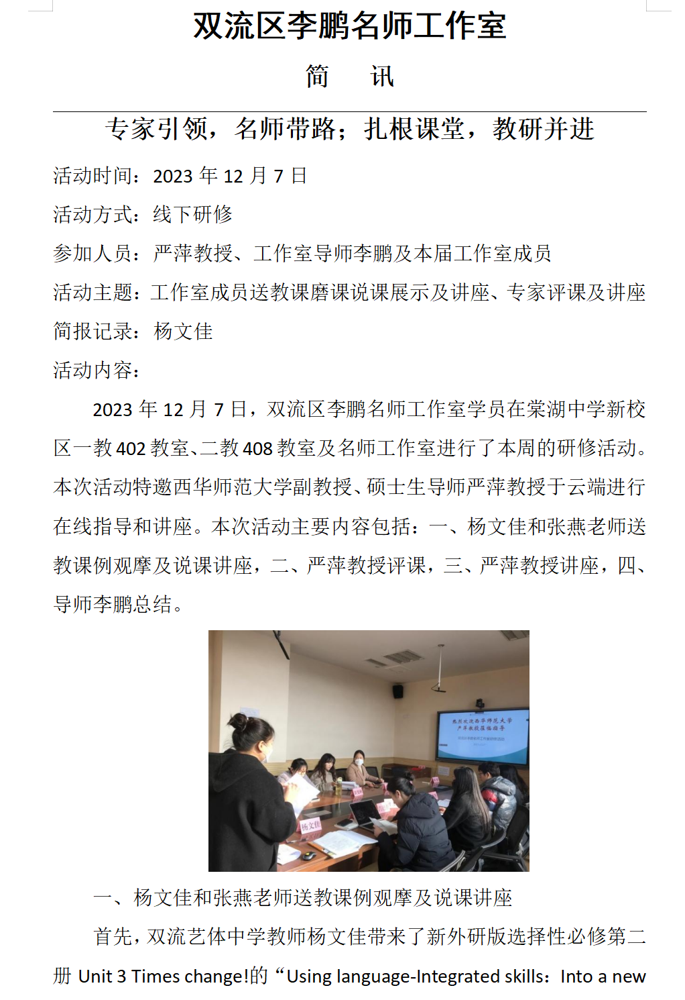 双流区李鹏名师工作室
简 讯
专家引领，名师带路；扎根课堂，教研并进
活动时间：2023 年 12 月 7 日
活动方式：线下研修
参加人员：严萍教授、工作室导师李鹏及本届工作室成员
活动主题：工作室成员送教课磨课说课展示及讲座、专家评课及讲座
简报记录：杨文佳
活动内容：
2023 年 12 月 7 日，双流区李鹏名师工作室学员在棠湖中学新校
区一教 402 教室、二教 408 教室及名师工作室进行了本周的研修活动。
本次活动特邀西华师范大学副教授、硕士生导师严萍教授于云端进行
在线指导和讲座。本次活动主要内容包括：一、杨文佳和张燕老师送
教课例观摩及说课讲座，二、严萍教授评课，三、严萍教授讲座，四、
导师李鹏总结。
热烈欢迎西华师范大学
严萍教授莅临指导
杨文佳
一、杨文佳和张燕老师送教课例观摩及说课讲座
首先，双流艺体中学教师杨文佳带来了新外研版选择性必修第二
册 Unit 3 Times change!的“Using language-Integrated skills：Into a new